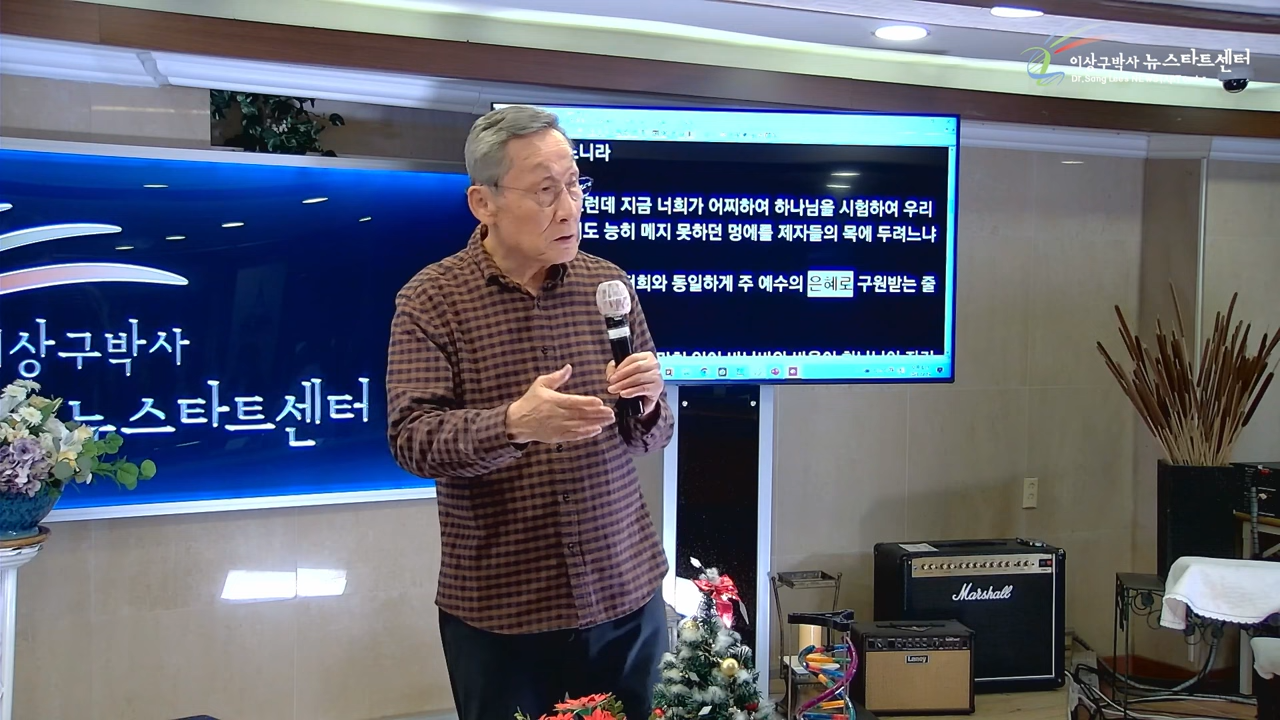 이상구박사 뉴스타트센터
느니라
런데 지금 너희가 어찌하여 하나님을 시험하여 우리
도 능히 메지 못하던 멍에를 제자들의 목에 두려느냐
희와 동일하게 주 예수의 은혜로 구원받는 줄
이상구박사
뉴스타트센터
Marshall
Laney